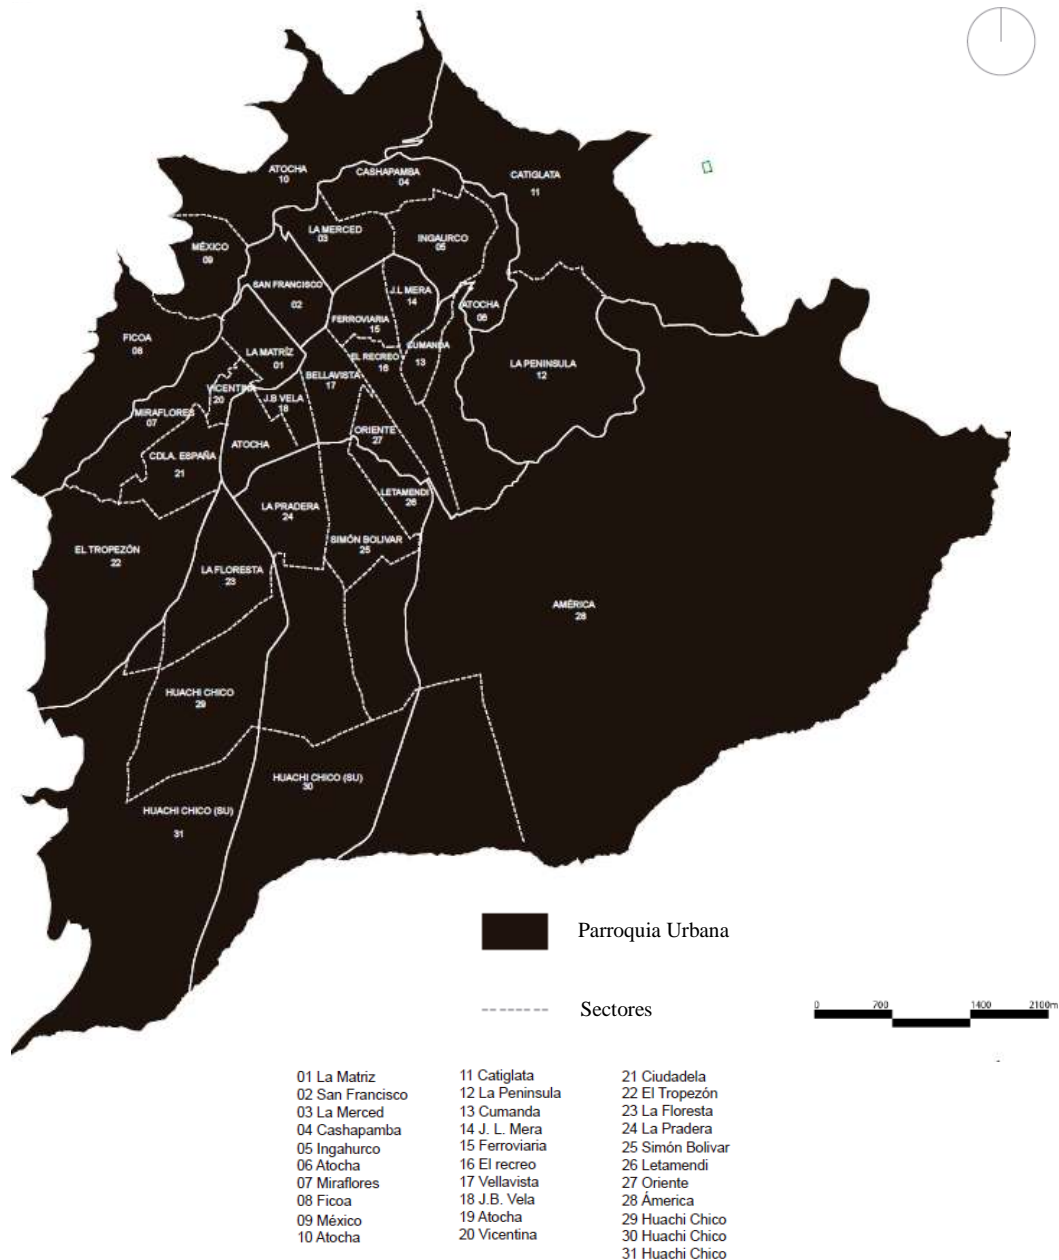 ATOCHA
10
CASHAPAMBA
04
CATIGLATA
11
MÉXICO
09
LA MERCED
03
INGAURCO
05
SAN FRANCISCO
02
J.L MERA
14
ATOCHA
06
FERROVIARIA
15
FICOA
08
LA MATRÍZ
01
EL RECREO
16
CUMANDA
13
LA PENINSULA
12
BELLAVISTA
17
VICENTINA
20
J.B VELA
18
MIRAFLORES
07
ORIENTE
27
ATOCHA
CDLA. ESPAÑA
21
LETAMENDI
26
LA PRADERA
24
SIMÓN BOLIVAR
25
EL TROPEZÓN
22
LA FLORESTA
23
AMÉRICA
28
HUACHI CHICO
29
HUACHI CHICO (SU)
30
HUACHI CHICO (SU)
31
Parroquia Urbana
Sectores
0 700 1400 2100m
01 La Matriz
02 San Francisco
03 La Merced
04 Cashapamba
05 Ingahurco
06 Atocha
07 Miraflores
08 Ficoa
09 México
10 Atocha
11 Catiglata
12 La Peninsula
13 Cumanda
14 J. L. Mera
15 Ferroviaria
16 El recreo
17 Vellavista
18 J.B. Vela
19 Atocha
20 Vicentina
21 Ciudadela
22 El Tropezón
23 La Floresta
24 La Pradera
25 Simón Bolivar
26 Letamendi
27 Oriente
28 Ámerica
29 Huachi Chico
30 Huachi Chico
31 Huachi Chico